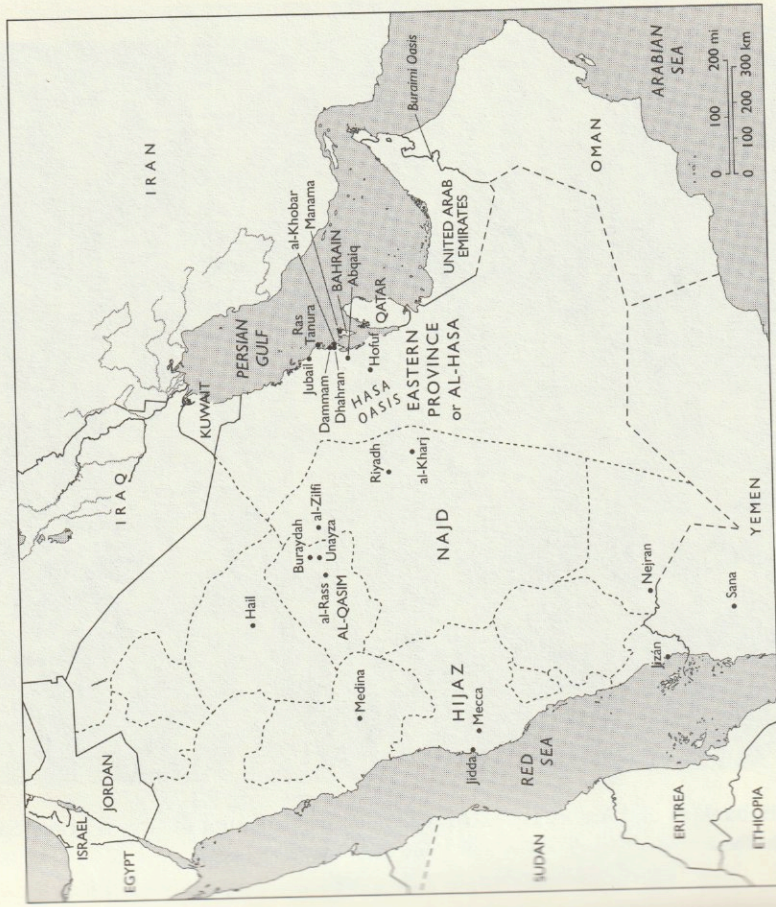 IRAN
IRAQ
ISRAEL
JORDAN
EGYPT
KUWAIT
PERSIAN
GULF
Jubail
Ras
Tanura
Dammam
Dhahran
al-Khobar
Manama
BAHRAIN
Abqaiq
QATAR
Hofuf
HASA
OASIS
EASTERN
PROVINCE
or AL-HASA
UNITED ARAB
EMIRATES
Buraimi Oasis
OMAN
ARABIAN
SEA
Hail
Buraydah
al-Zilfi
Unayza
al-Rass
AL-QASIM
Riyadh
al-Kharj
NAJD
Medina
HIJAZ
Mecca
Jidda
RED
SEA
Nejran
Jizán
YEMEN
Sana
SUDAN
ERITREA
ETHIOPIA
0 100 200 mi
0 100 200 300 km